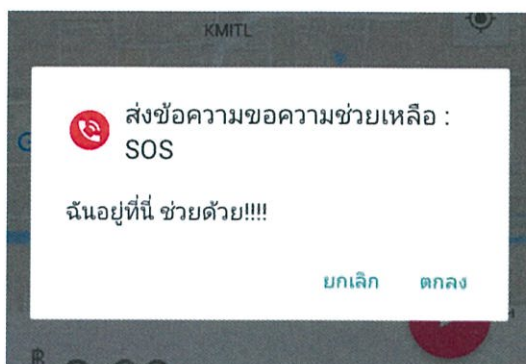 KMITL
ส่งข้อความขอความช่วยเหลือ :
SOS
ฉันอยู่ที่นี่ ช่วยด้วย!!!!
ยกเลิก ตกลง
฿